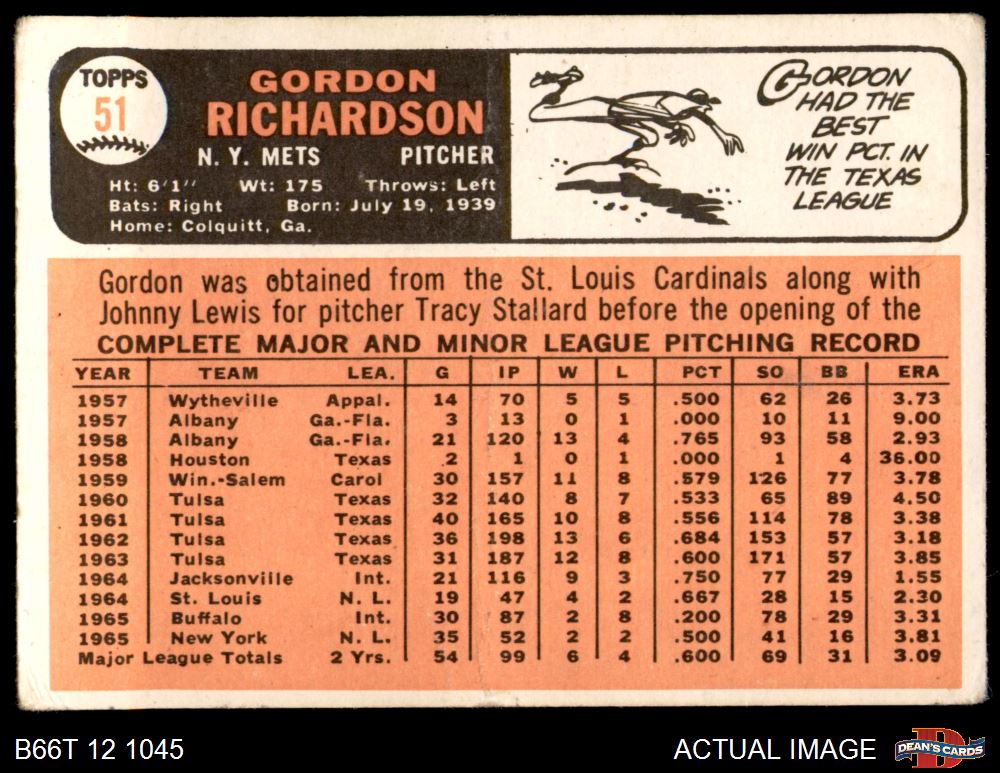 TOPPS
51
GORDON
RICHARDSON
N. Y. METS PITCHER
Ht: 6'1" Wt: 175 Throws: Left
Bats: Right Born: July 19, 1939
Home: Colquitt, Ga.
GORDON
HAD THE
BEST
WIN PCT. IN
THE TEXAS
LEAGUE
Gordon was obtained from the St. Louis Cardinals along with
Johnny Lewis for pitcher Tracy Stallard before the opening of the
COMPLETE MAJOR AND MINOR LEAGUE PITCHING RECORD
YEAR TEAM LEA. G IP W L PCT SO BB ERA
1957 Wytheville Appal. 14 70 5 5 .500 62 26 3.73
1957 Albany Ga.-Fla. 3 13 0 1 .000 10 11 9.00
1958 Albany Ga.-Fla. 21 120 13 4 .765 93 58 2.93
1958 Houston Texas 2 1 0 1 .000 1 4 36.00
1959 Win.-Salem Carol 30 157 11 8 .579 126 77 3.78
1960 Tulsa Texas 32 140 8 7 .533 65 89 4.50
1961 Tulsa Texas 40 165 10 8 .556 114 78 3.38
1962 Tulsa Texas 36 198 13 6 .684 153 57 3.18
1963 Tulsa Texas 31 187 12 8 .600 171 57 3.85
1964 Jacksonville Int. 21 116 9 3 .750 77 29 1.55
1964 St. Louis N. L. 19 47 4 2 .667 28 15 2.30
1965 Buffalo Int. 30 87 2 8 .200 78 29 3.31
1965 New York N. L. 35 52 2 2 .500 41 16 3.81
Major League Totals 2 Yrs. 54 99 6 4 .600 69 31 3.09
B66T 12 1045 ACTUAL IMAGE D DEAN'S CARDS